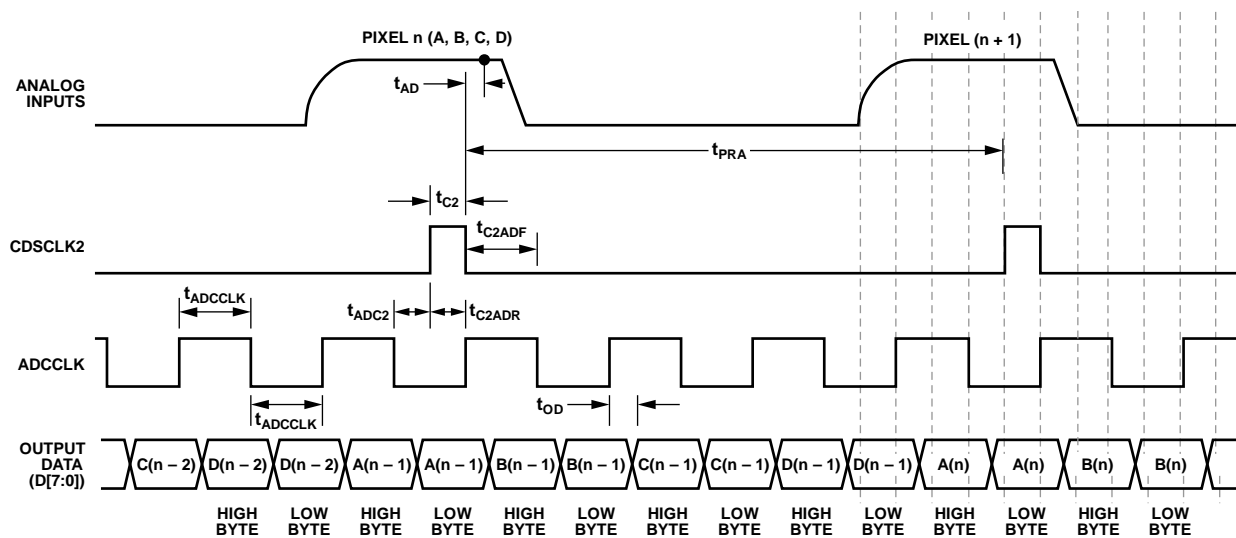 PIXEL n (A, B, C, D)
PIXEL (n + 1)
ANALOG
INPUTS
tAD
tPRA
tC2
CDSCLK2
tC2ADF
tADCCLK
tADC2
tC2ADR
ADCCLK
tADCCLK
tOD
OUTPUT
DATA
(D[7:0])
C(n – 2) D(n – 2) D(n – 2) A(n – 1) A(n – 1) B(n – 1) B(n – 1) C(n – 1) C(n – 1) D(n – 1) D(n – 1) A(n) A(n) B(n) B(n)
HIGH LOW HIGH LOW HIGH LOW HIGH LOW HIGH LOW HIGH LOW HIGH LOW
BYTE BYTE BYTE BYTE BYTE BYTE BYTE BYTE BYTE BYTE BYTE BYTE BYTE BYTE